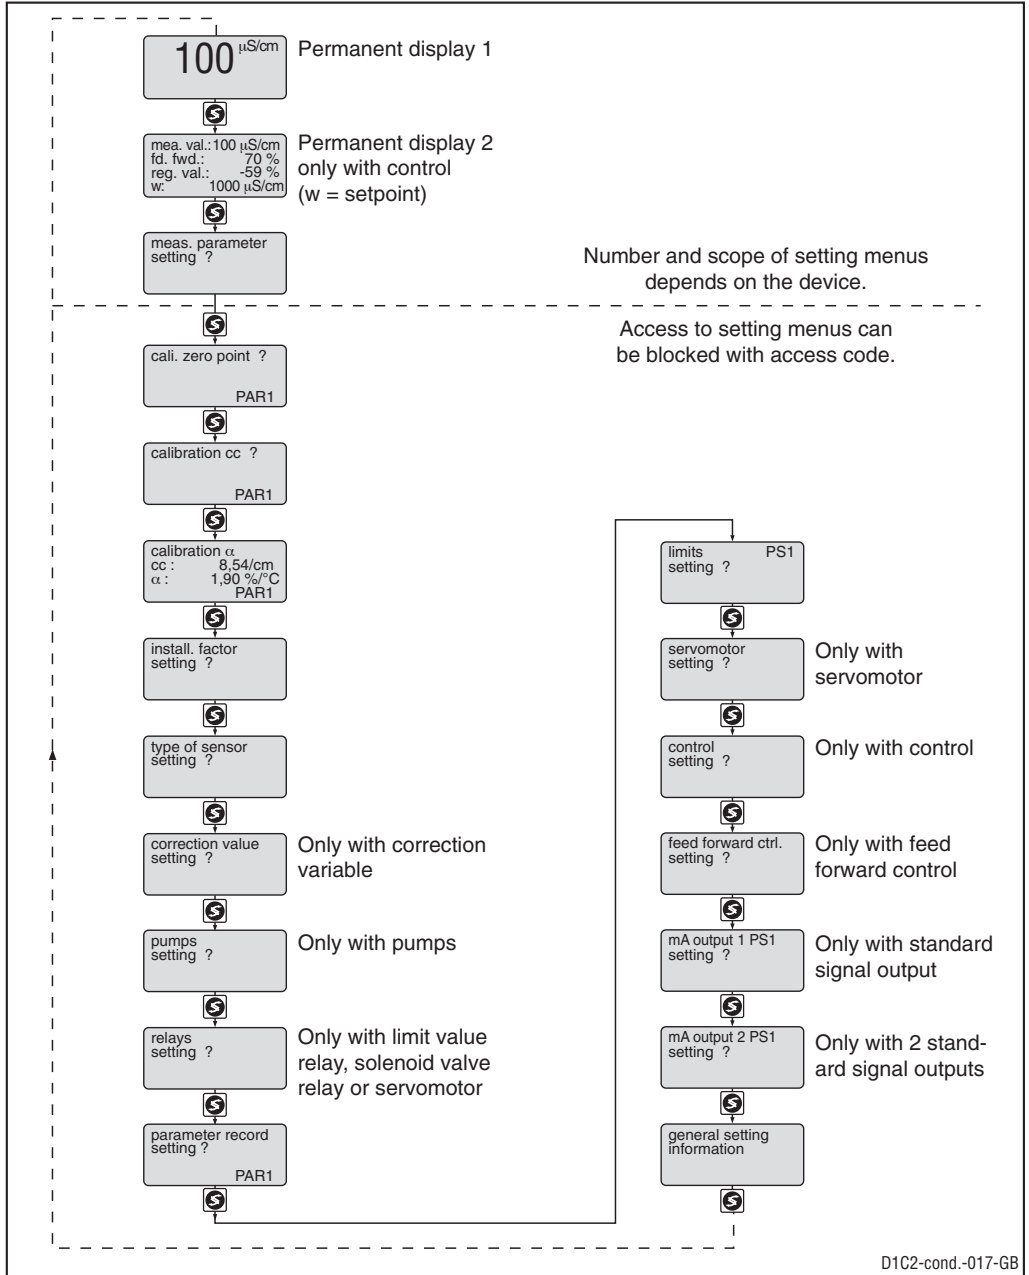 100 µS/cm
Permanent display 1
mea. val.:100 µS/cm
fd. fwd.: 70 %
reg. val.: -59 %
w: 1000 µS/cm
Permanent display 2
only with control
(w = setpoint)
meas. parameter
setting ?
Number and scope of setting menus
depends on the device.
Access to setting menus can
be blocked with access code.
cali. zero point ?
PAR1
calibration cc ?
PAR1
calibration α
cc : 8,54/cm
α : 1,90 %/°C
PAR1
install. factor
setting ?
type of sensor
setting ?
correction value
setting ?
Only with correction
variable
pumps
setting ?
Only with pumps
relays
setting ?
Only with limit value
relay, solenoid valve
relay or servomotor
parameter record
setting ?
PAR1
limits PS1
setting ?
servomotor
setting ?
Only with
servomotor
control
setting ?
Only with control
feed forward ctrl.
setting ?
Only with feed
forward control
mA output 1 PS1
setting ?
Only with standard
signal output
mA output 2 PS1
setting ?
Only with 2 stand-
ard signal outputs
general setting
information
D1C2-cond.-017-GB